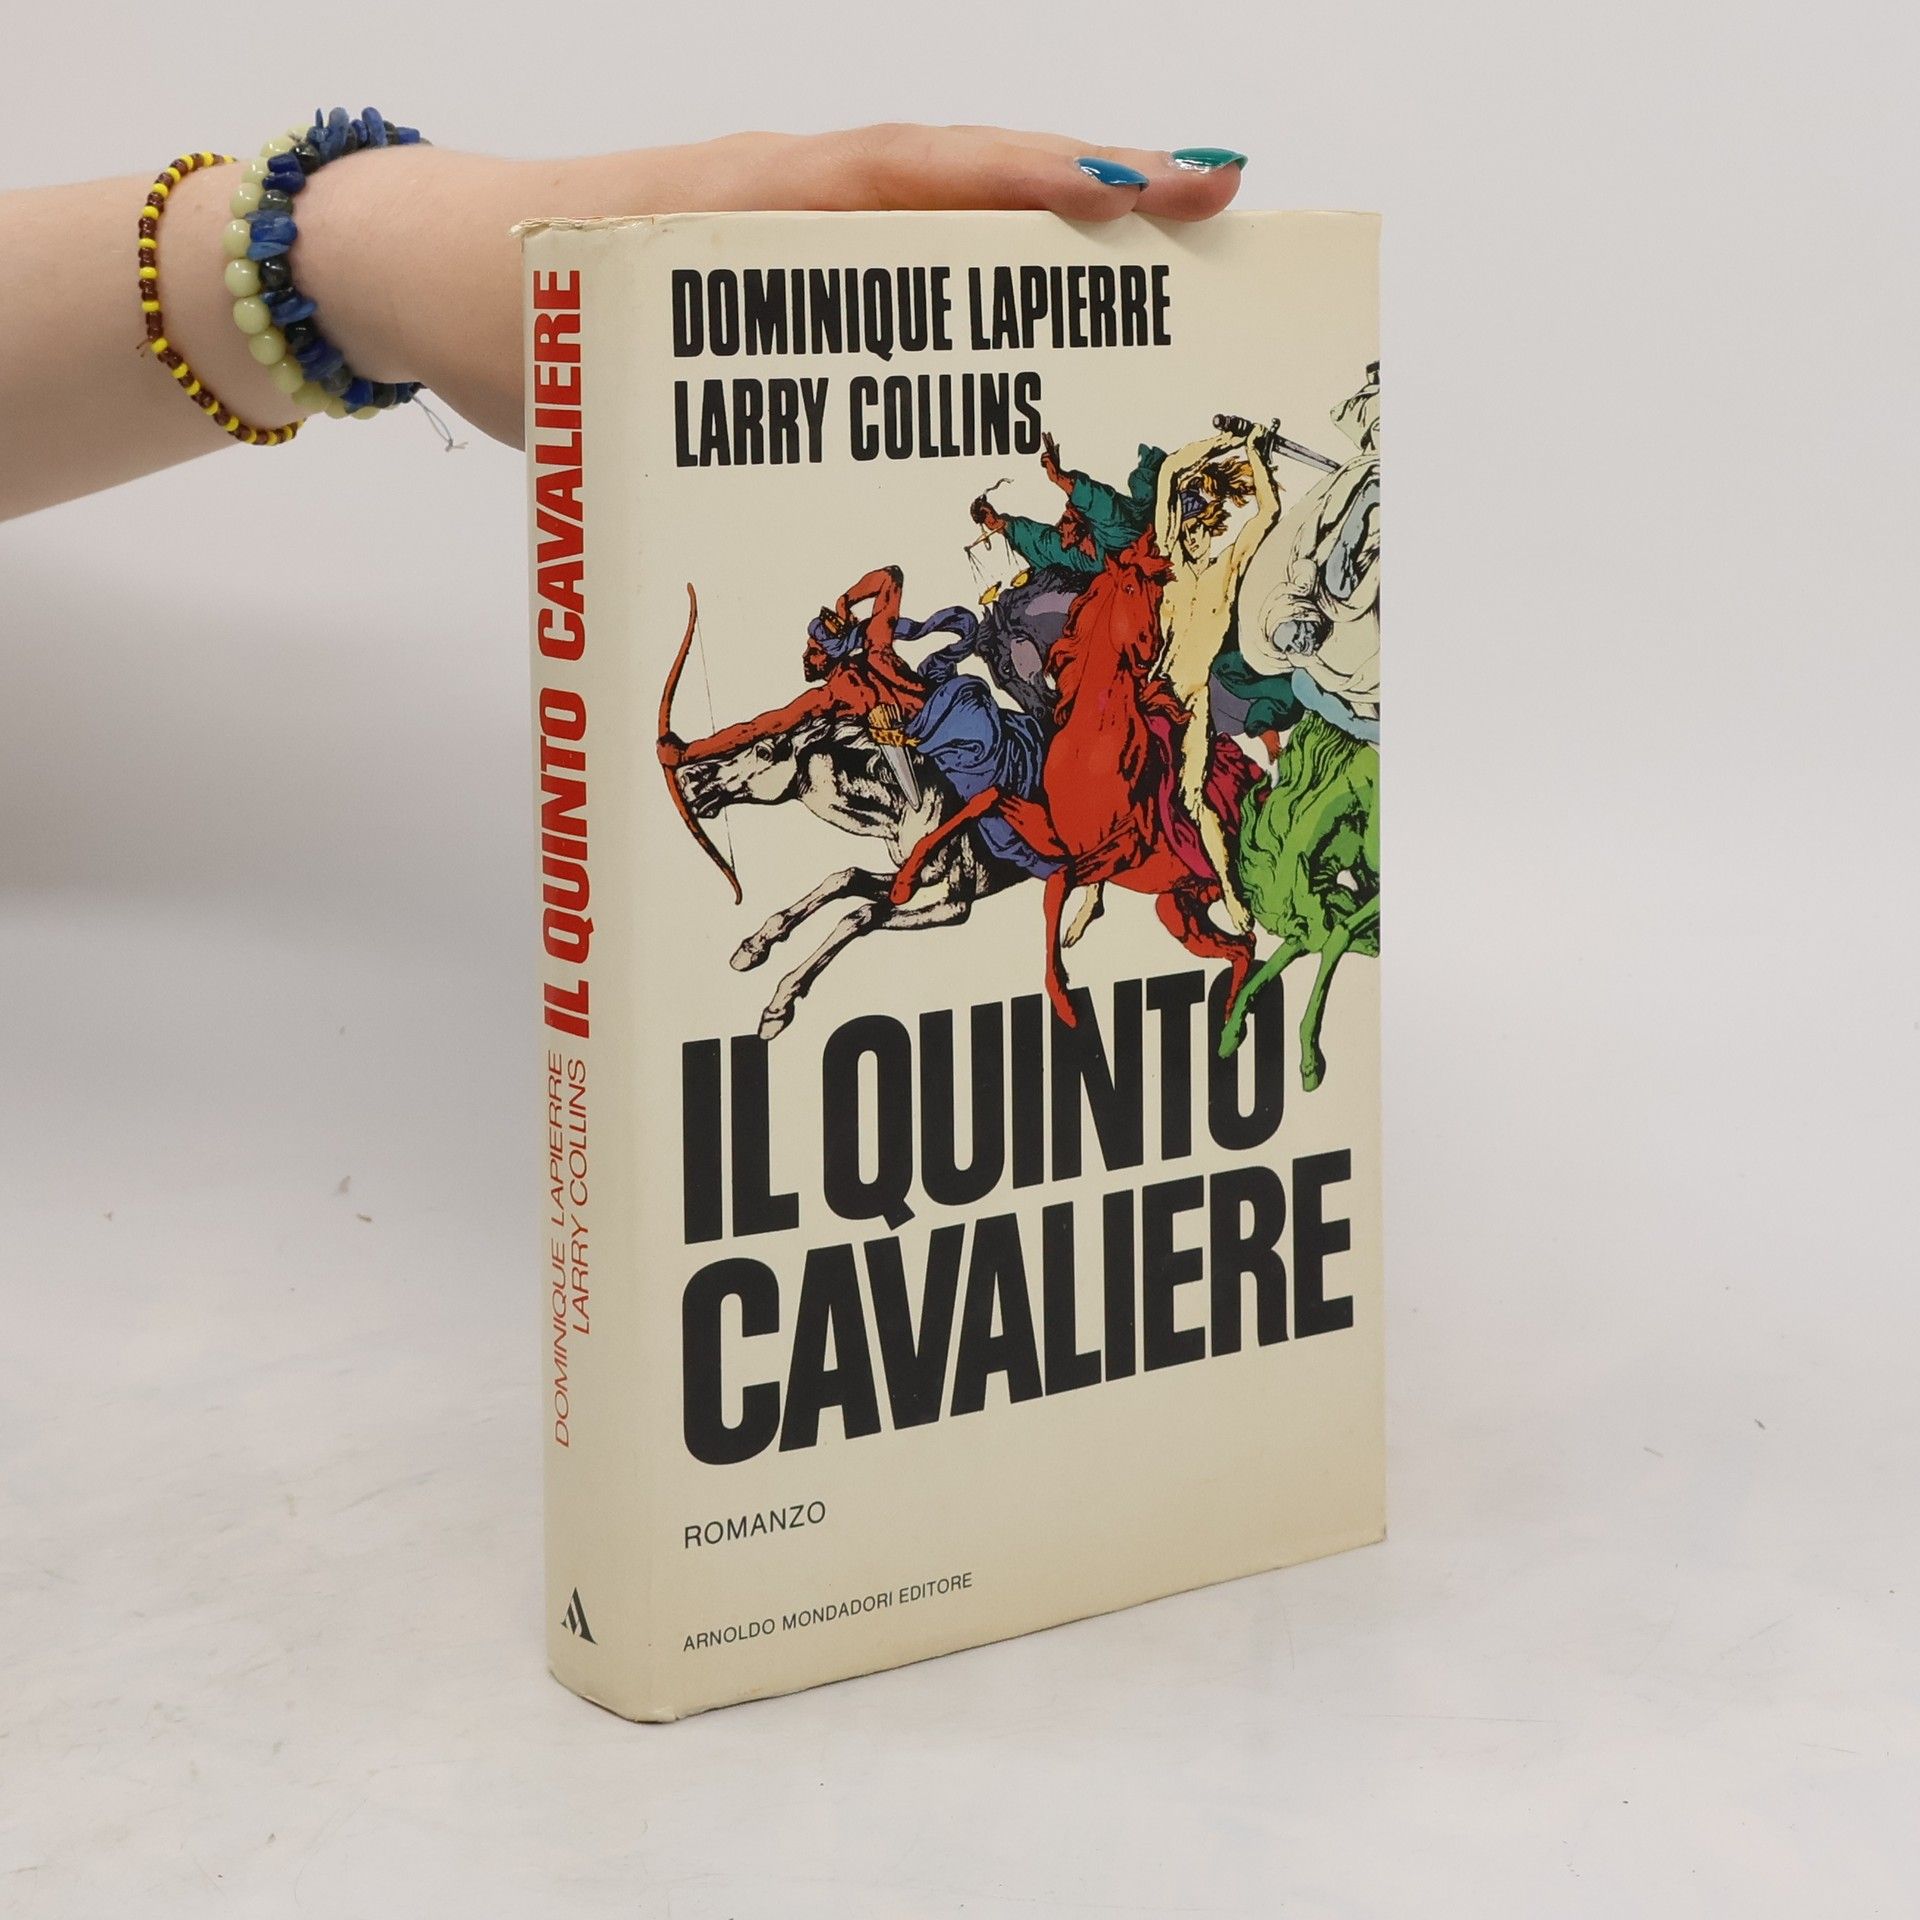 DOMINIQUE LAPIERRE
LARRY COLLINS
IL QUINTO
CAVALIERE
ROMANZO
ARNOLDO MONDADORI EDITORE
DOMINIQUE LAPIERRE
LARRY COLLINS
IL QUINTO CAVALIERE